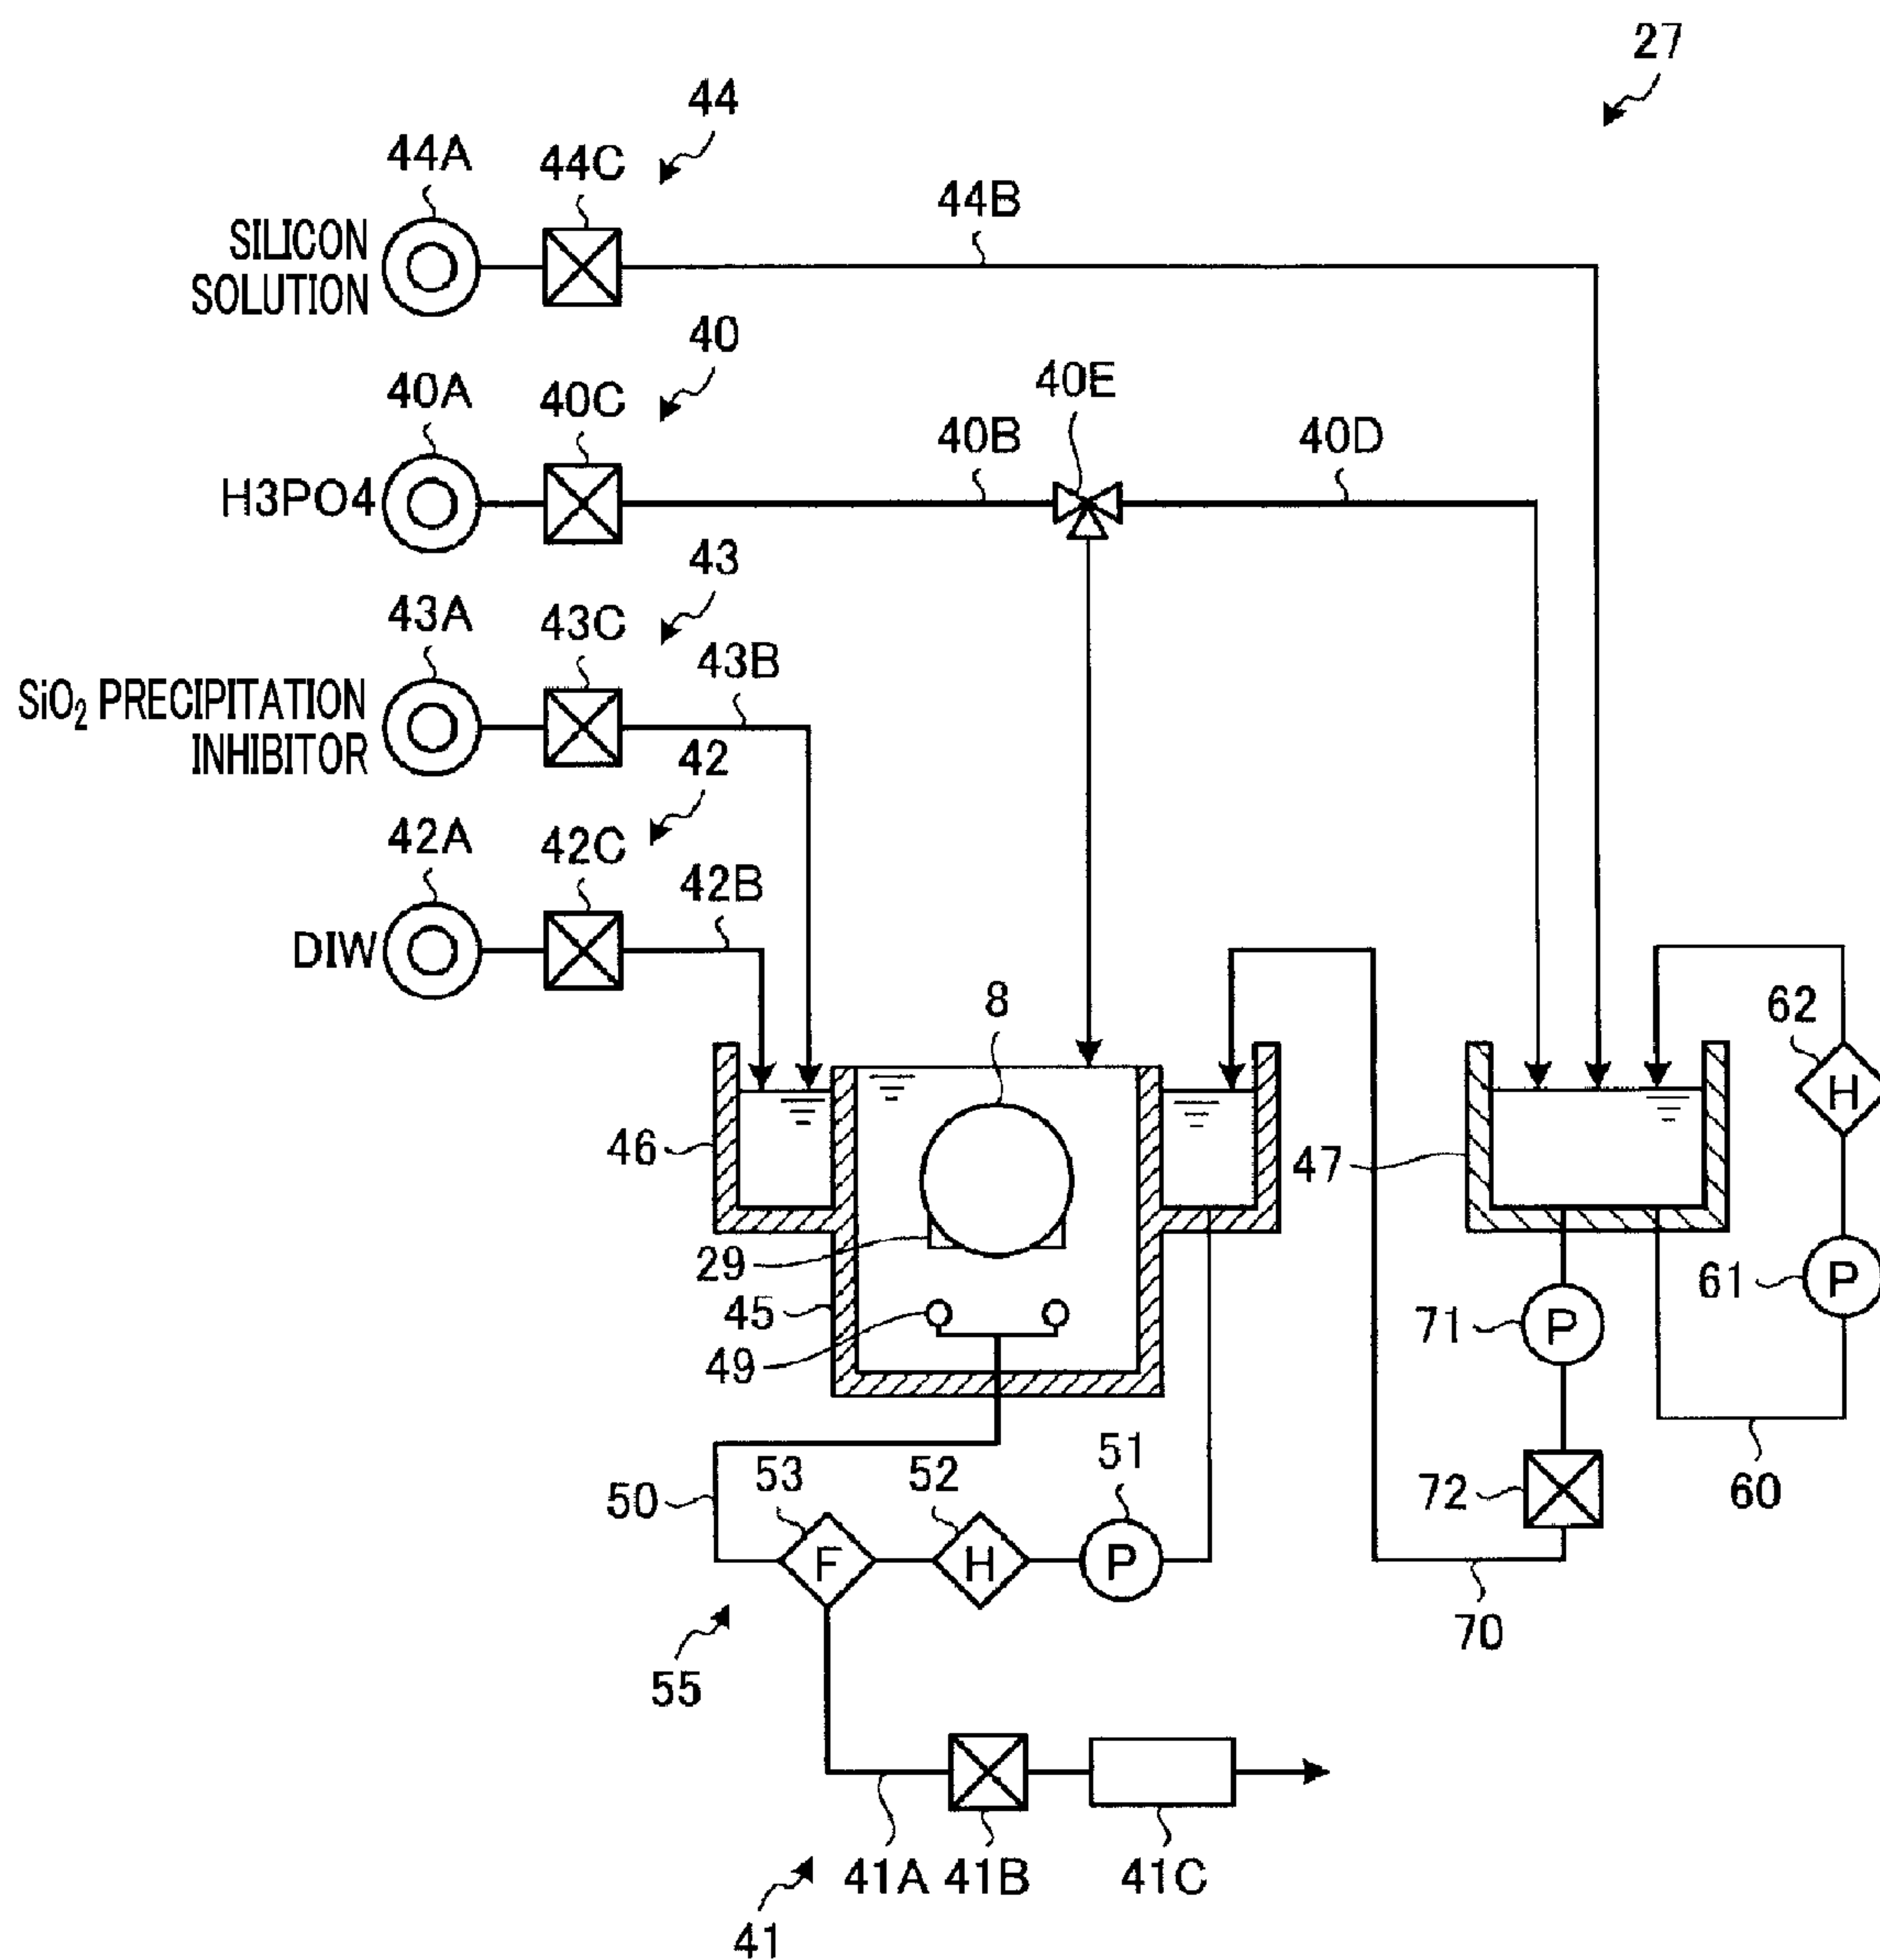 27
44
44A
44C
44B
SILICON
SOLUTION
40
40A
40C
40E
40B
40D
H3PO4
43
43A
43C
43B
SiO₂ PRECIPITATION
INHIBITOR
42
42A
42C
42B
DIW
8
62
H
46
47
29
61
P
45
71
P
49
53
52
51
50
72
60
F
H
P
70
55
41A
41B
41C
41